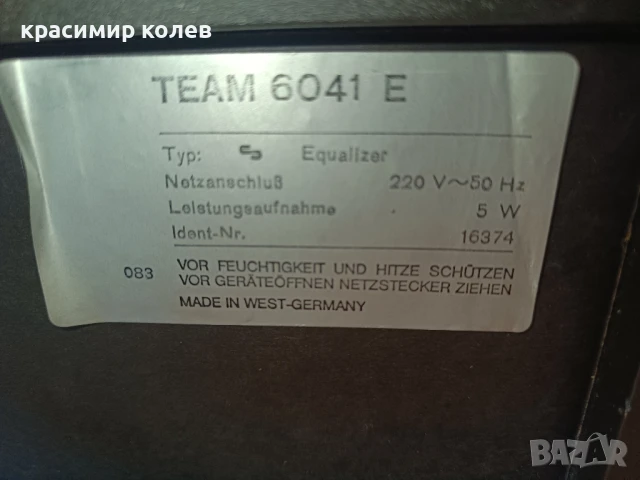 красимир колев
TEAM 6041 E
Typ: Equalizer
Netzanschluß 220 V~50 Hz
Leistungsaufnahme . 5 W
Ident-Nr. 16374
083 VOR FEUCHTIGKEIT UND HITZE SCHÜTZEN
VOR GERÄTEÖFFNEN NETZSTECKER ZIEHEN
MADE IN WEST-GERMANY
BAZAR